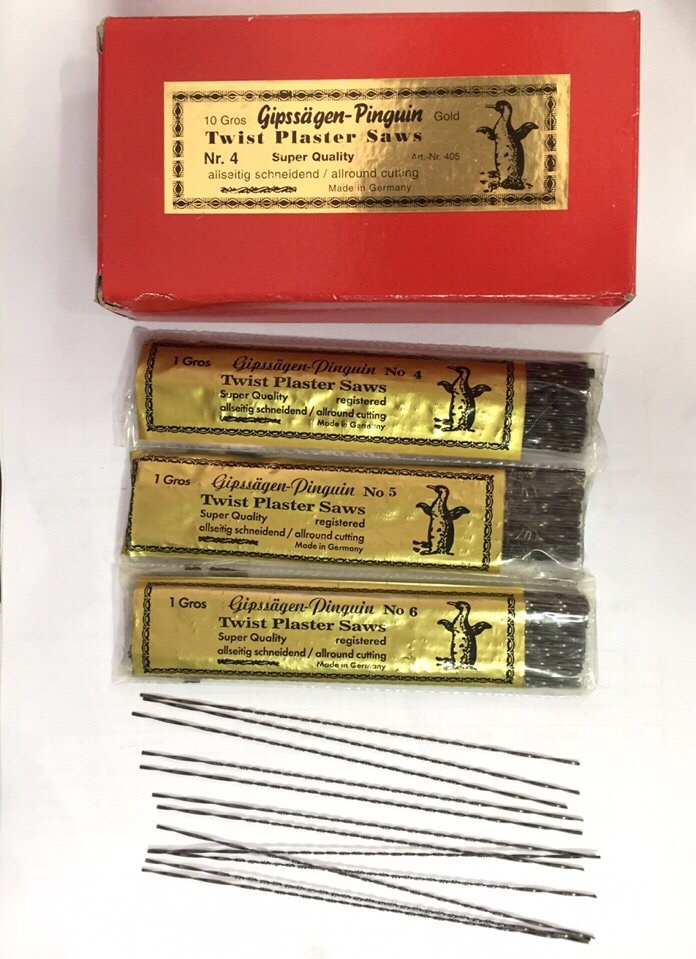 10 Gros Gipssägen-Pinguin Gold
Twist Plaster Saws
Nr. 4 Super Quality Art.-Nr. 405
allseitig schneidend / allround cutting
Made in Germany
1 Gros Gipssägen-Pinguin No 4
Twist Plaster Saws
Super Quality registered
allseitig schneidend / allround cutting
Made in Germany
1 Gros Gipssägen-Pinguin No 5
Twist Plaster Saws
Super Quality registered
allseitig schneidend / allround cutting
Made in Germany
1 Gros Gipssägen-Pinguin No 6
Twist Plaster Saws
Super Quality registered
allseitig schneidend / allround cutting
Made in Germany